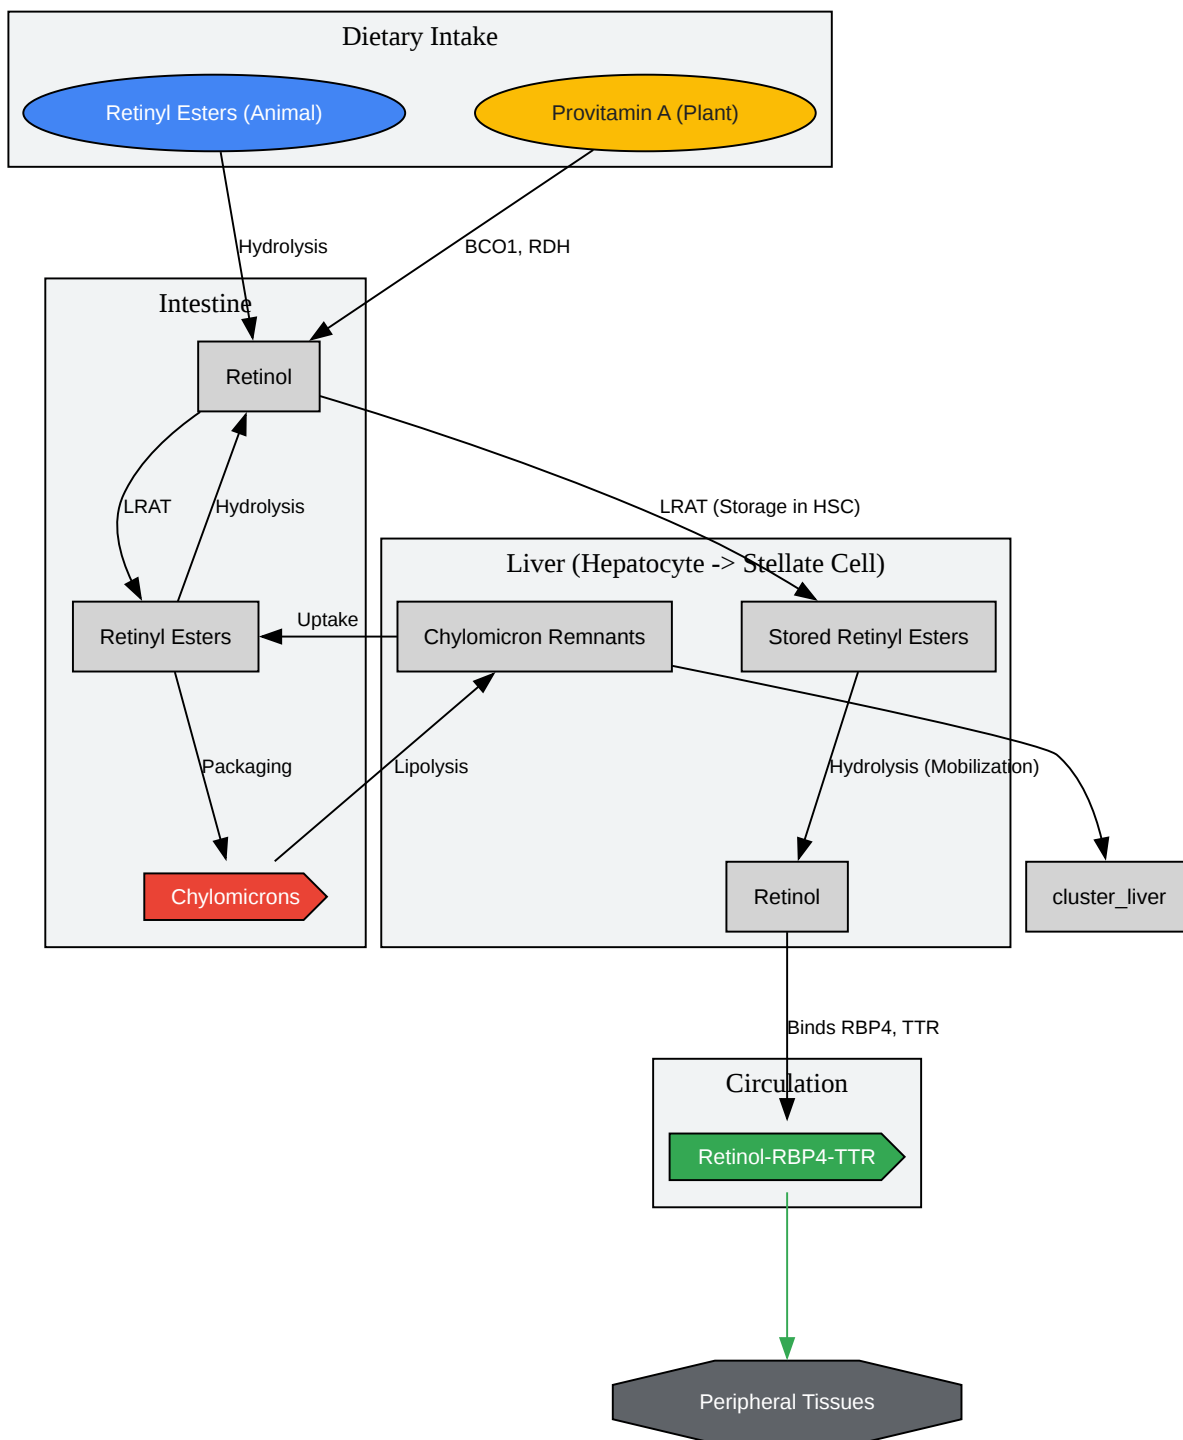 Dietary Intake
Retinyl Esters (Animal)
Provitamin A (Plant)
Hydrolysis
BCO1, RDH
Intestine
Retinol
LRAT
Hydrolysis
LRAT (Storage in HSC)
Liver (Hepatocyte -> Stellate Cell)
Retinyl Esters
Uptake
Chylomicron Remnants
Stored Retinyl Esters
Packaging
Lipolysis
Hydrolysis (Mobilization)
Chylomicrons
Retinol
cluster_liver
Binds RBP4, TTR
Circulation
Retinol-RBP4-TTR
Peripheral Tissues